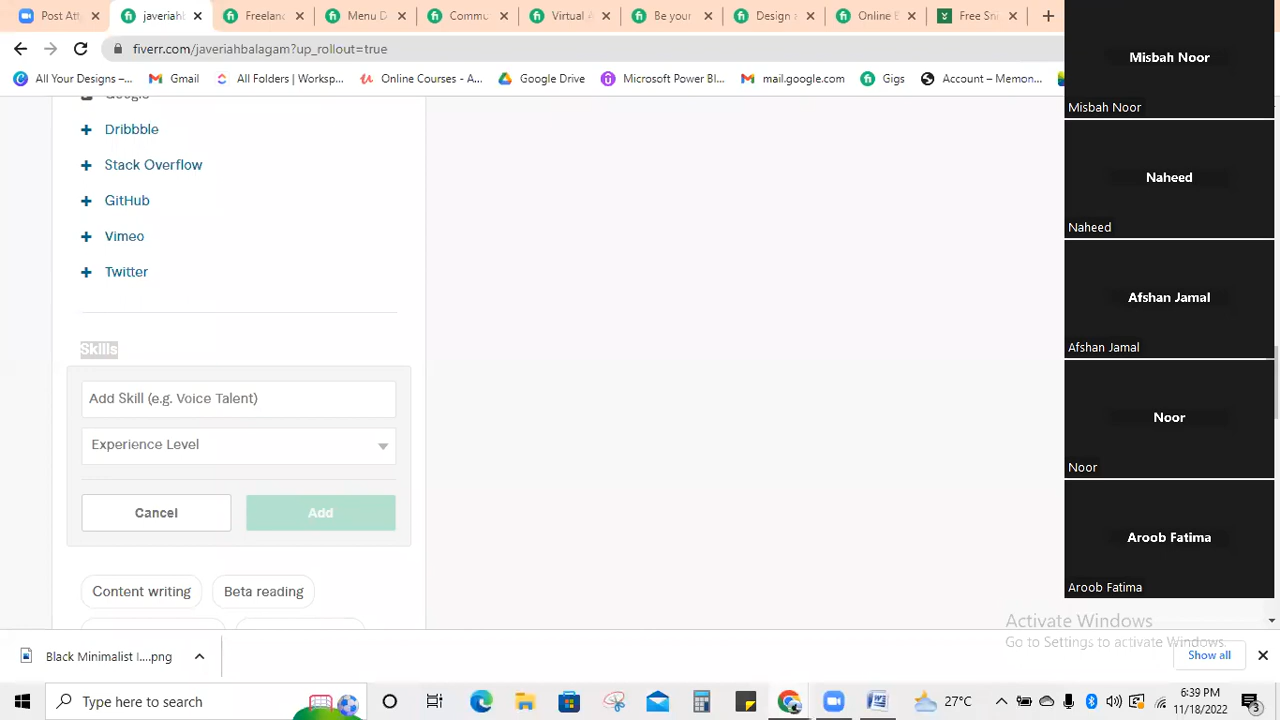 Post Att
javeriah
Freelanc
Menu D
Commu
Virtual A
Be your
Design a
Online E
Free Sni
fiverr.com/javeriahbalagam?up_rollout=true
All Your Designs –...
Gmail
All Folders | Worksp...
Online Courses - A...
Google Drive
Microsoft Power BI...
mail.google.com
Gigs
Account – Memon...
Google
Dribbble
Stack Overflow
GitHub
Vimeo
Twitter
Skills
Add Skill (e.g. Voice Talent)
Experience Level
Cancel
Add
Content writing
Beta reading
Misbah Noor
Misbah Noor
Naheed
Naheed
Afshan Jamal
Afshan Jamal
Noor
Noor
Aroob Fatima
Aroob Fatima
Activate Windows
Go to Settings to activate Windows.
Black Minimalist I....png
Show all
Type here to search
27°C
6:39 PM
11/18/2022
3